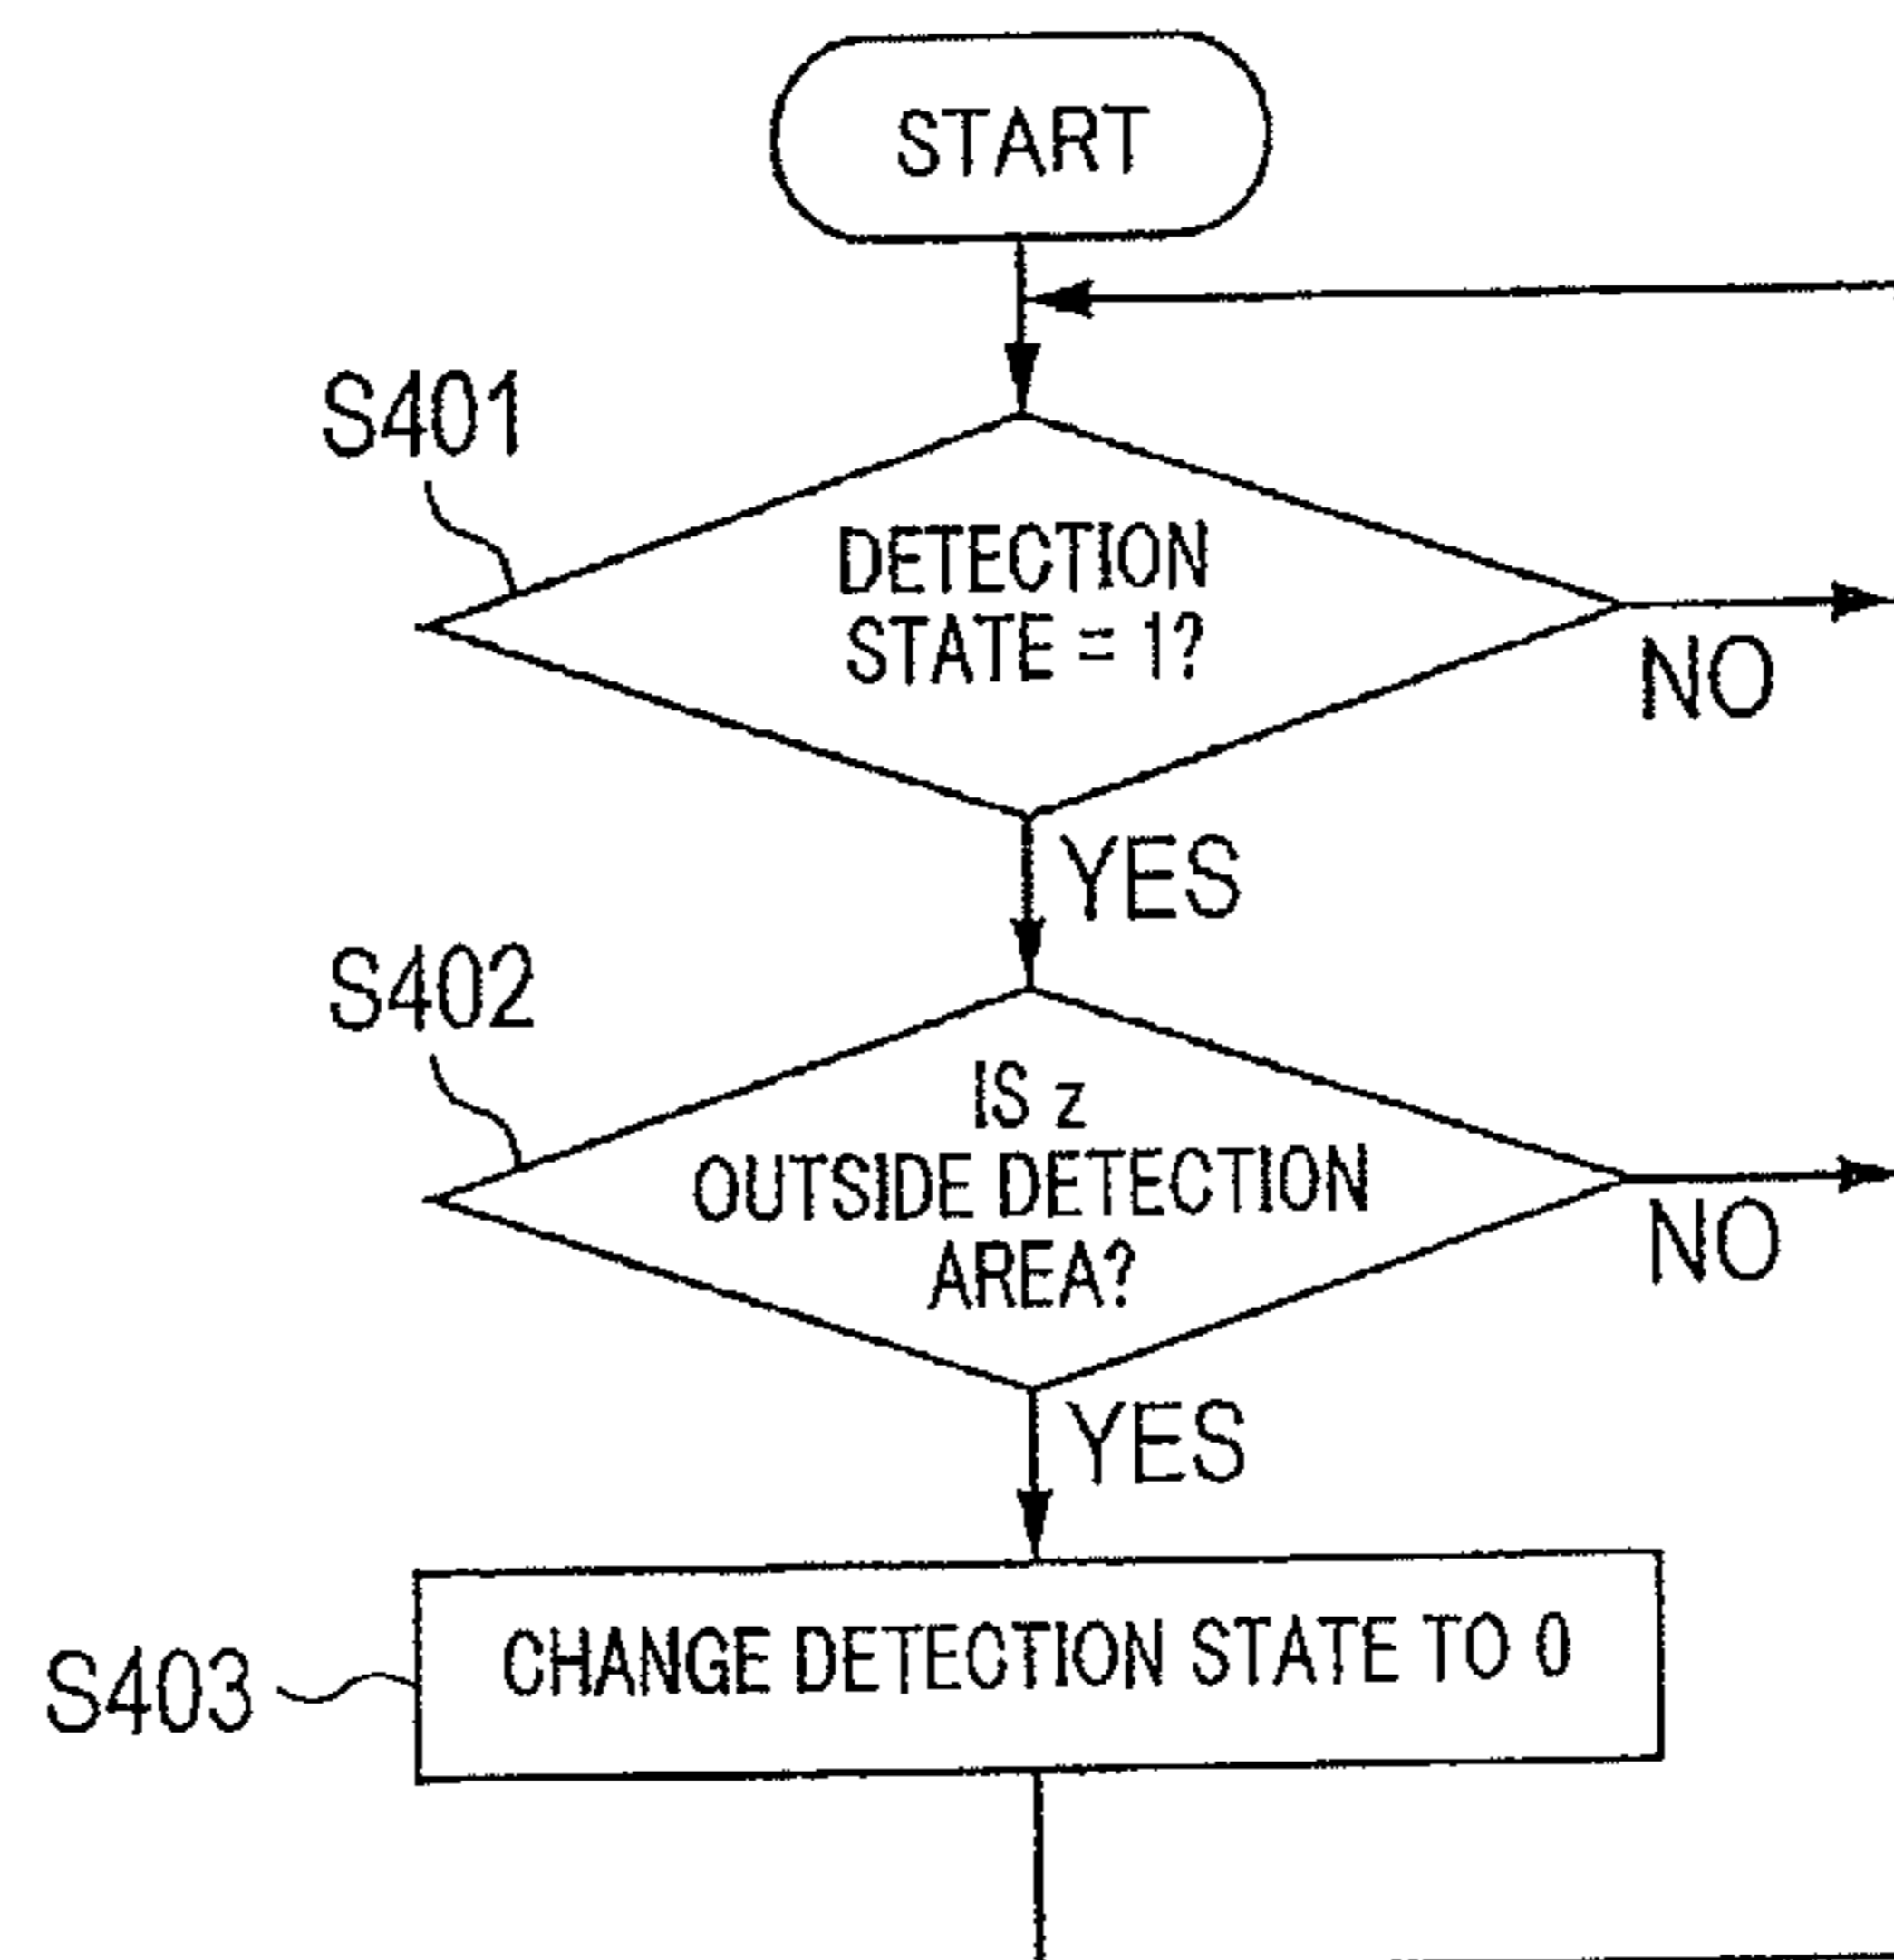 START
S401
DETECTION
STATE = 1?
NO
YES
S402
IS z
OUTSIDE DETECTION
AREA?
NO
YES
S403
CHANGE DETECTION STATE TO 0